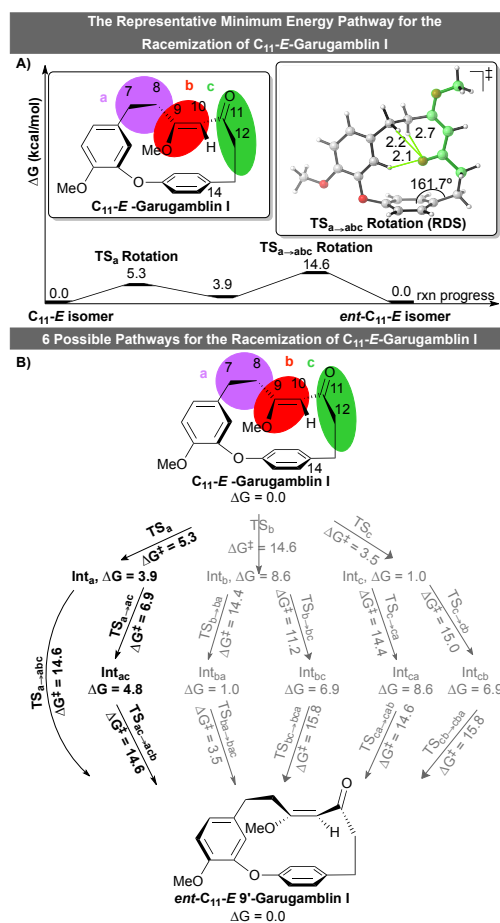 The Representative Minimum Energy Pathway for the
Racemization of C₁₁-E-Garugamblin I
A)
ΔG (kcal/mol)
a
b
c
7
8
9
10
11
12
14
O
MeO
H
MeO
O
C₁₁-E -Garugamblin I
‡
2.7
2.2
2.1
161.7º
TSₐ→abc Rotation (RDS)
TSₐ Rotation
TSₐ→abc Rotation
0.0
5.3
3.9
14.6
0.0
rxn progress
C₁₁-E isomer
ent-C₁₁-E isomer
6 Possible Pathways for the Racemization of C₁₁-E-Garugamblin I
B)
a
b
c
7
8
9
10
11
12
14
O
MeO
H
MeO
O
C₁₁-E -Garugamblin I
ΔG = 0.0
TSa
ΔG‡ = 5.3
TSb
ΔG‡ = 14.6
TSc
ΔG‡ = 3.5
Inta, ΔG = 3.9
Intb, ΔG = 8.6
Intc, ΔG = 1.0
TSa→abc
ΔG‡ = 14.6
TSa→ac
ΔG‡ = 6.9
TSb→ba
ΔG‡ = 14.4
TSb→bc
ΔG‡ = 11.2
TSc→ca
ΔG‡ = 14.4
TSc→cb
ΔG‡ = 15.0
Intac
ΔG = 4.8
Intba
ΔG = 1.0
Intbc
ΔG = 6.9
Intca
ΔG = 8.6
Intcb
ΔG = 6.9
TSac→acb
ΔG‡ = 14.6
TSba→bac
ΔG‡ = 3.5
TSbc→bca
ΔG‡ = 15.8
TSca→cab
ΔG‡ = 14.6
TScb→cba
ΔG‡ = 15.8
O
MeO
H
MeO
O
ent-C₁₁-E 9'-Garugamblin I
ΔG = 0.0